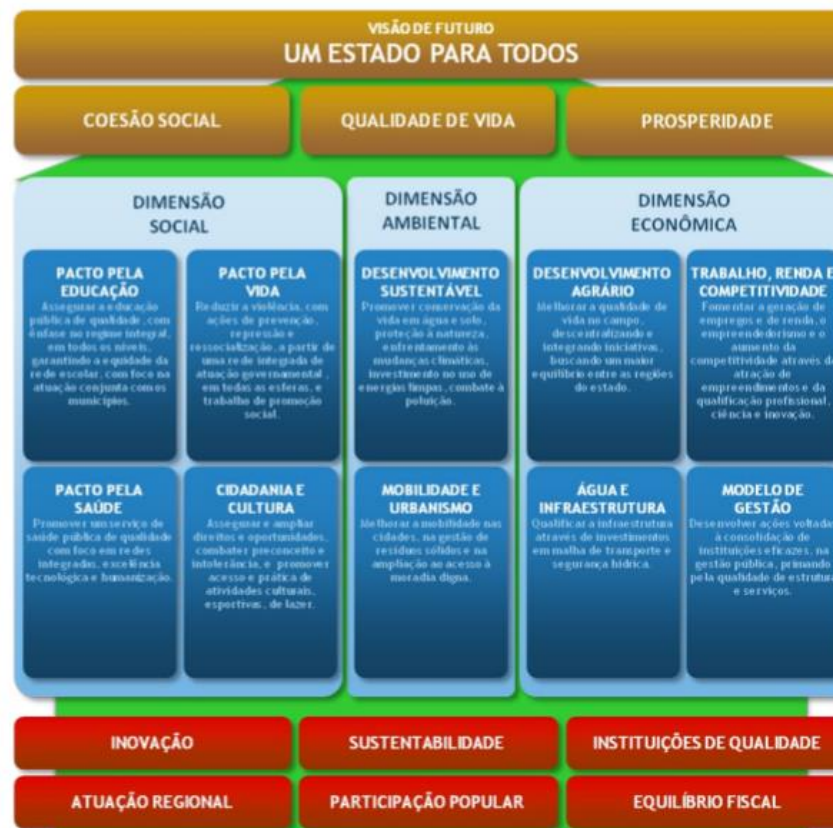 VISÃO DE FUTURO
UM ESTADO PARA TODOS
COESÃO SOCIAL
QUALIDADE DE VIDA
PROSPERIDADE
DIMENSÃO
SOCIAL
PACTO PELA
EDUCAÇÃO
Assegurar a educação
pública de qualidade, com
ênfase no regime integral,
em todos os níveis,
garantindo a equidade da
rede escolar, com foco na
atuação conjunta com os
municípios.
PACTO PELA
VIDA
Reduzir a violência, com
ações de prevenção,
repressão e
ressocialização, a partir de
uma rede integrada de
atuação governamental,
em todas as esferas, e
trabalho de promoção
social.
PACTO PELA
SAÚDE
Promover um serviço de
saúde pública de qualidade
com foco em redes
integradas, excelência
tecnológica e humanização.
CIDADANIA E
CULTURA
Assegurar e ampliar
direitos e oportunidades,
combater preconceito e
intolerância, e promover
acesso e prática de
atividades culturais,
esportivas, de lazer.
DIMENSÃO
AMBIENTAL
DESENVOLVIMENTO
SUSTENTÁVEL
Promover conservação da
vida em água e solo,
proteção à natureza,
enfrentamento às
mudanças climáticas,
investimento no uso de
energias limpas, combate à
poluição.
MOBILIDADE E
URBANISMO
Melhorar a mobilidade nas
cidades, na gestão de
resíduos sólidos e na
ampliação ao acesso à
moradia digna.
DIMENSÃO
ECONÔMICA
DESENVOLVIMENTO
AGRÁRIO
Melhorar a qualidade de
vida no campo,
descentralizando e
integrando iniciativas,
buscando um maior
equilíbrio entre as regiões
do estado.
TRABALHO, RENDA E
COMPETITIVIDADE
Fomentar a geração de
empregos e de renda, o
empreendedorismo e o
aumento da
competitividade através da
atração de
empreendimentos e da
qualificação profissional,
ciência e inovação.
ÁGUA E
INFRAESTRUTURA
Qualificar a infraestrutura
através de investimentos
em malha de transporte e
segurança hídrica.
MODELO DE
GESTÃO
Desenvolver ações voltada
à consolidação de
instituições eficazes, na
gestão pública, primando
pela qualidade de estrutura
e serviços.
INOVAÇÃO
SUSTENTABILIDADE
INSTITUIÇÕES DE QUALIDADE
ATUAÇÃO REGIONAL
PARTICIPAÇÃO POPULAR
EQUILÍBRIO FISCAL